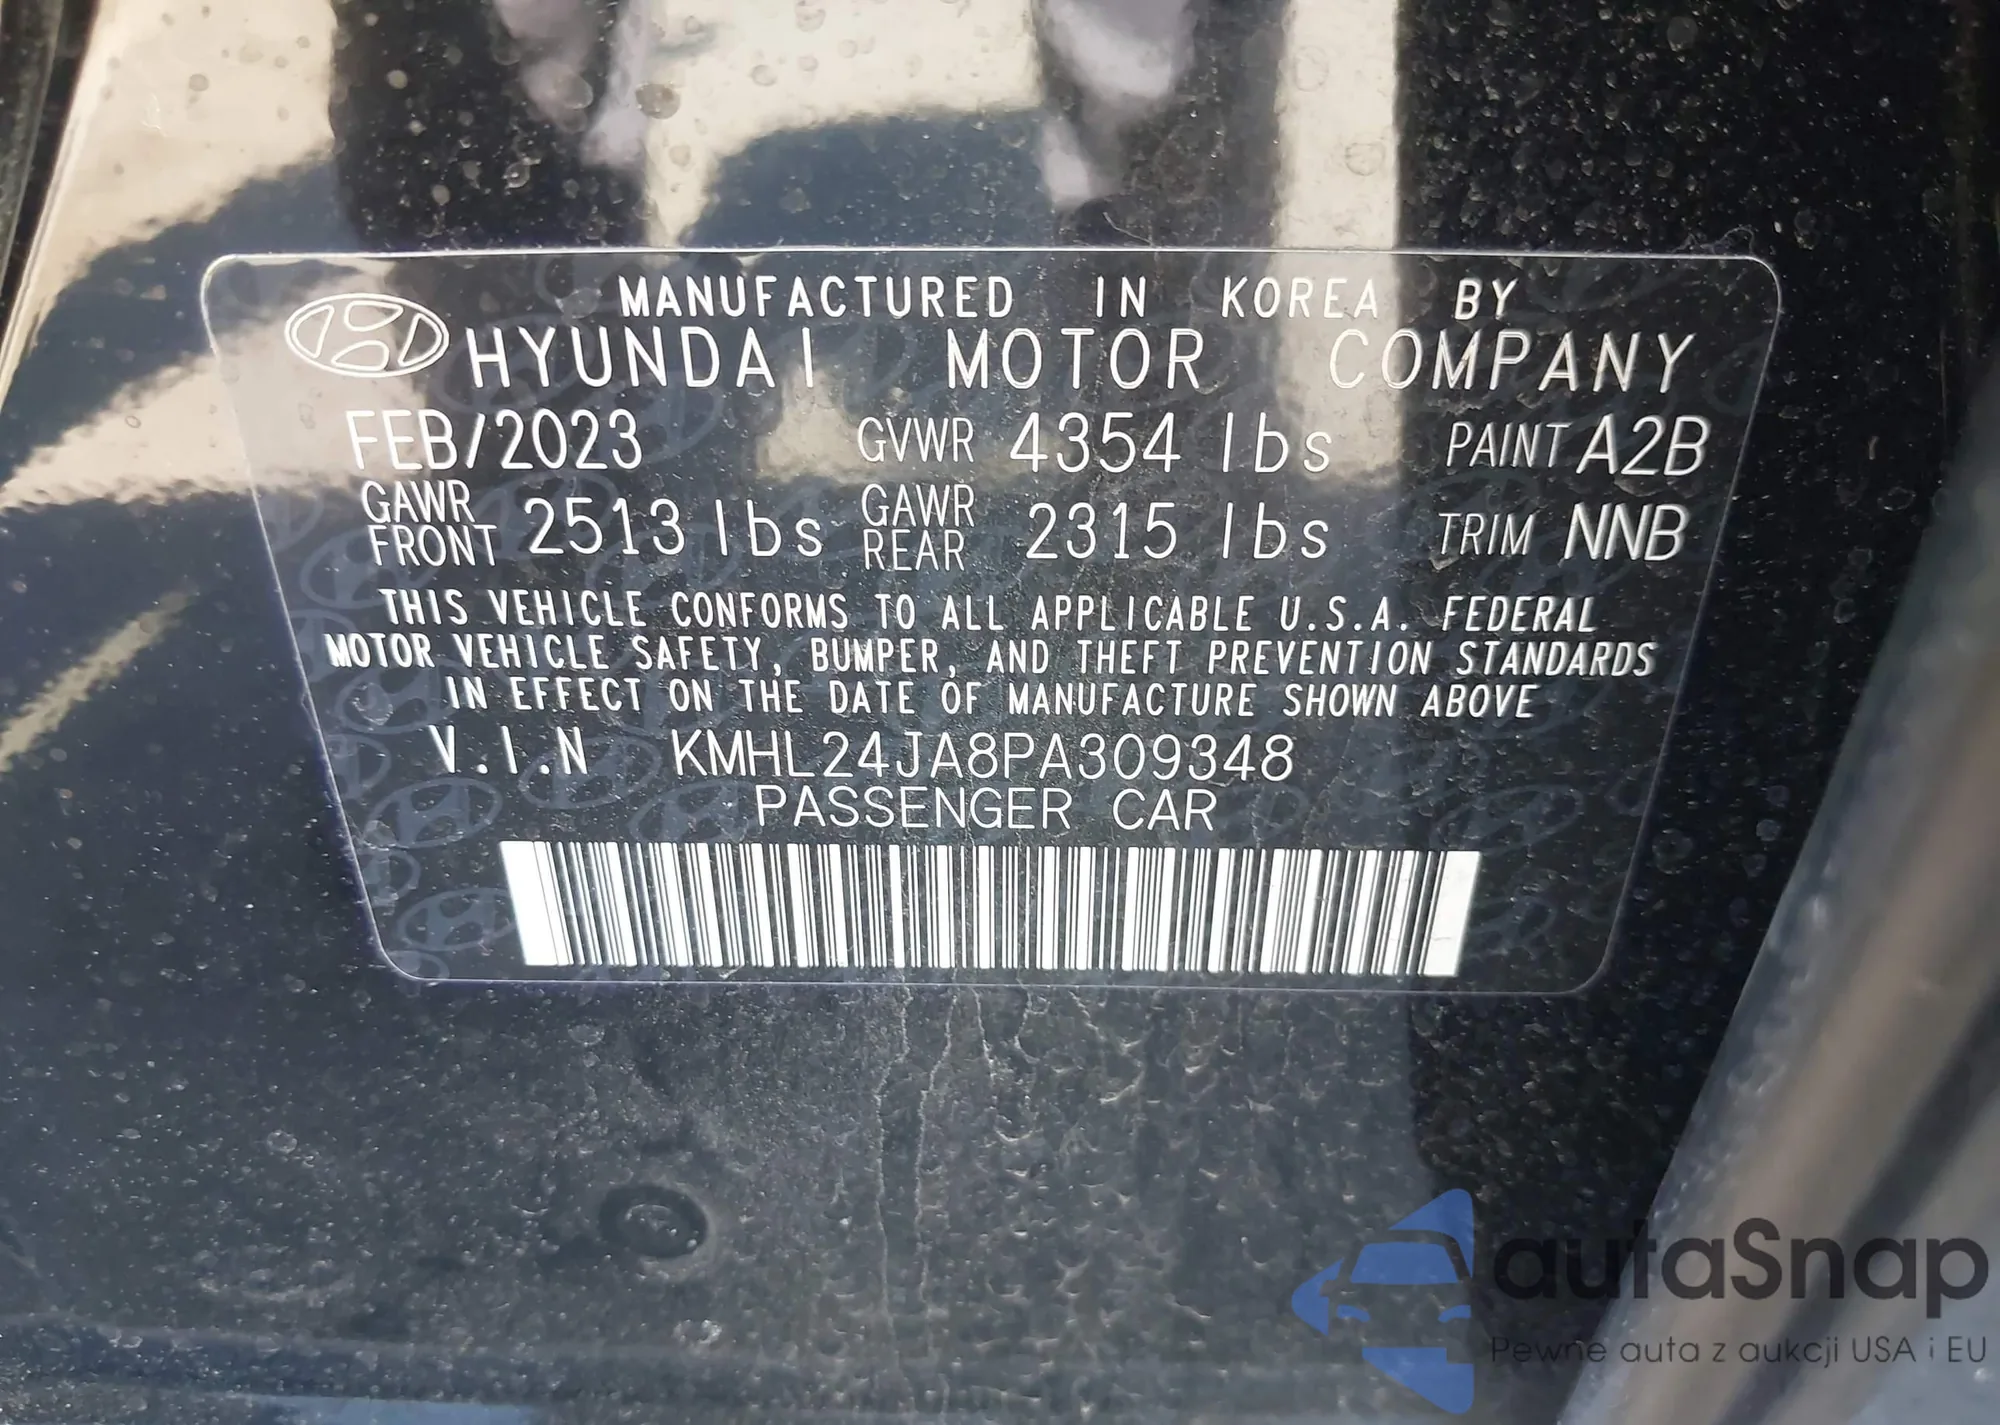 MANUFACTURED IN KOREA BY
HYUNDAI MOTOR COMPANY
FEB/2023 GVWR 4354 lbs PAINT A2B
GAWR FRONT 2513 lbs GAWR REAR 2315 lbs TRIM NNB
THIS VEHICLE CONFORMS TO ALL APPLICABLE U.S.A. FEDERAL
MOTOR VEHICLE SAFETY, BUMPER, AND THEFT PREVENTION STANDARDS
IN EFFECT ON THE DATE OF MANUFACTURE SHOWN ABOVE
V.I.N KMHL24JA8PA309348
PASSENGER CAR
autaSnap
Pewne auta z aukcji USA i EU